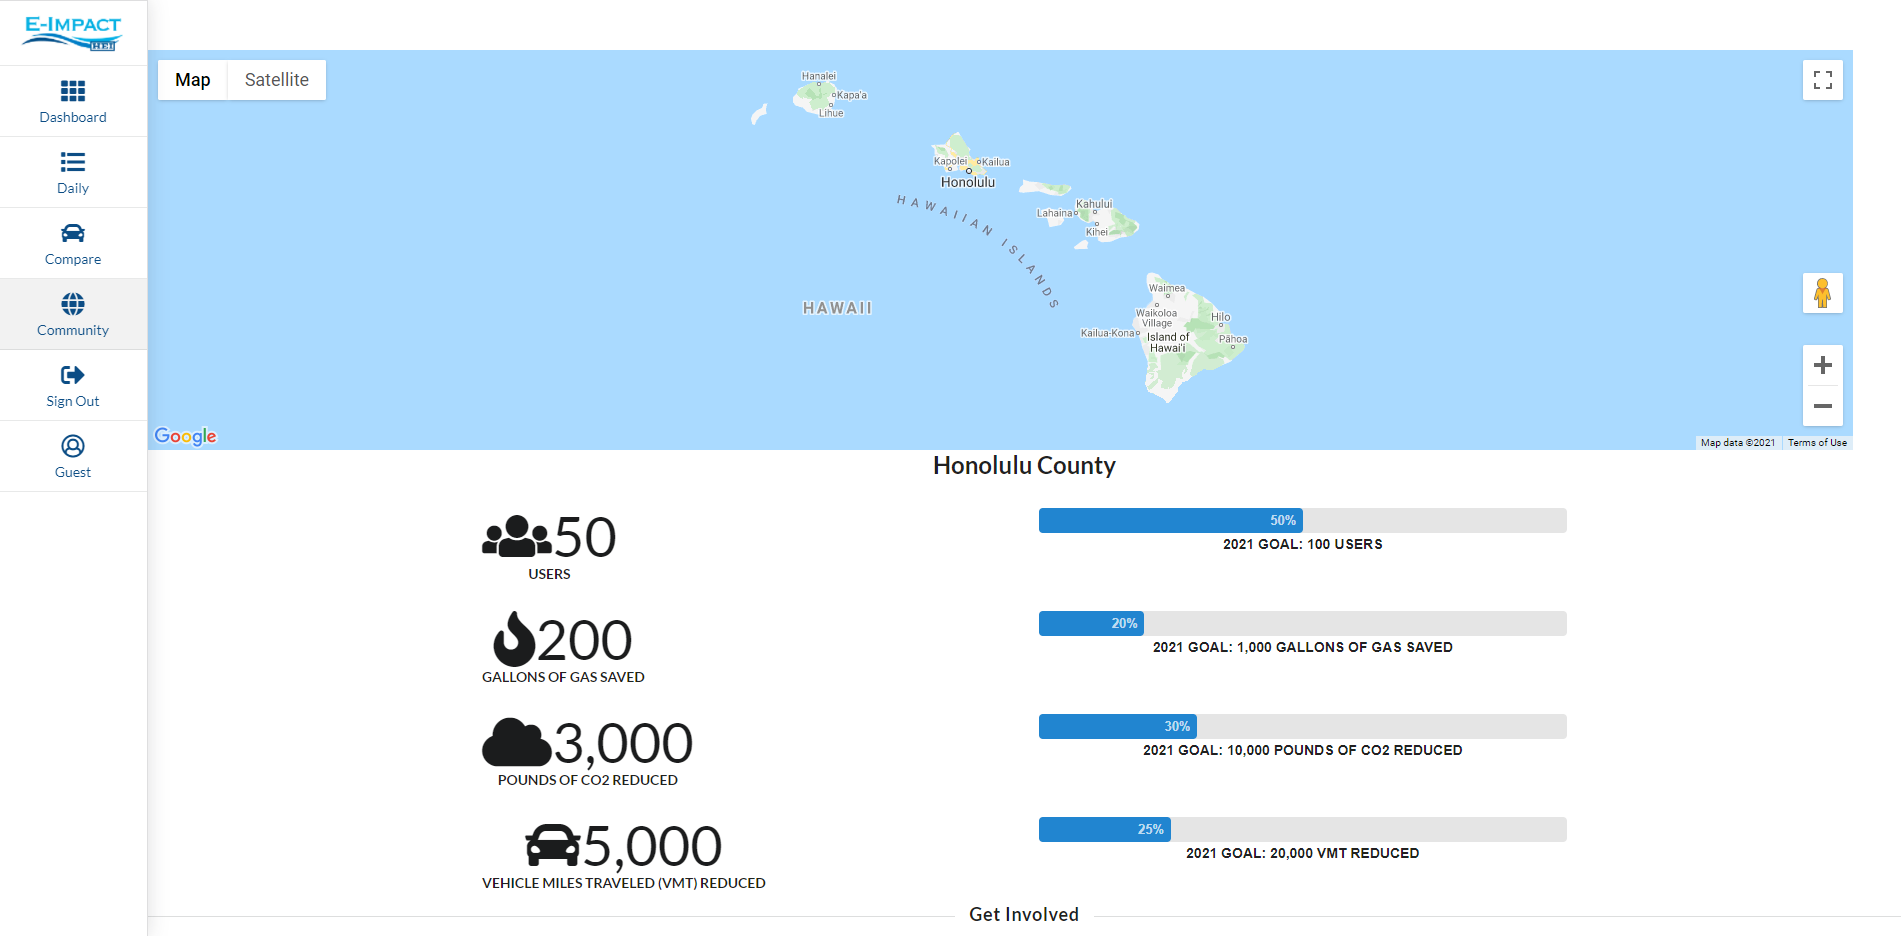 E-IMPACT
HEI
Dashboard
Daily
Compare
Community
Sign Out
Guest
Map
Satellite
Hanalei
Kapa'a
Lihue
Kapolei
Kailua
Honolulu
HAWAIIAN ISLANDS
Lahaina
Kahului
Kihei
HAWAII
Waimea
Waikoloa
Village
Hilo
Kailua-Kona
Island of
Hawai'i
Pāhoa
Google
Map data ©2021
Terms of Use
Honolulu County
50
USERS
50%
2021 GOAL: 100 USERS
200
GALLONS OF GAS SAVED
20%
2021 GOAL: 1,000 GALLONS OF GAS SAVED
3,000
POUNDS OF CO2 REDUCED
30%
2021 GOAL: 10,000 POUNDS OF CO2 REDUCED
5,000
VEHICLE MILES TRAVELED (VMT) REDUCED
25%
2021 GOAL: 20,000 VMT REDUCED
Get Involved